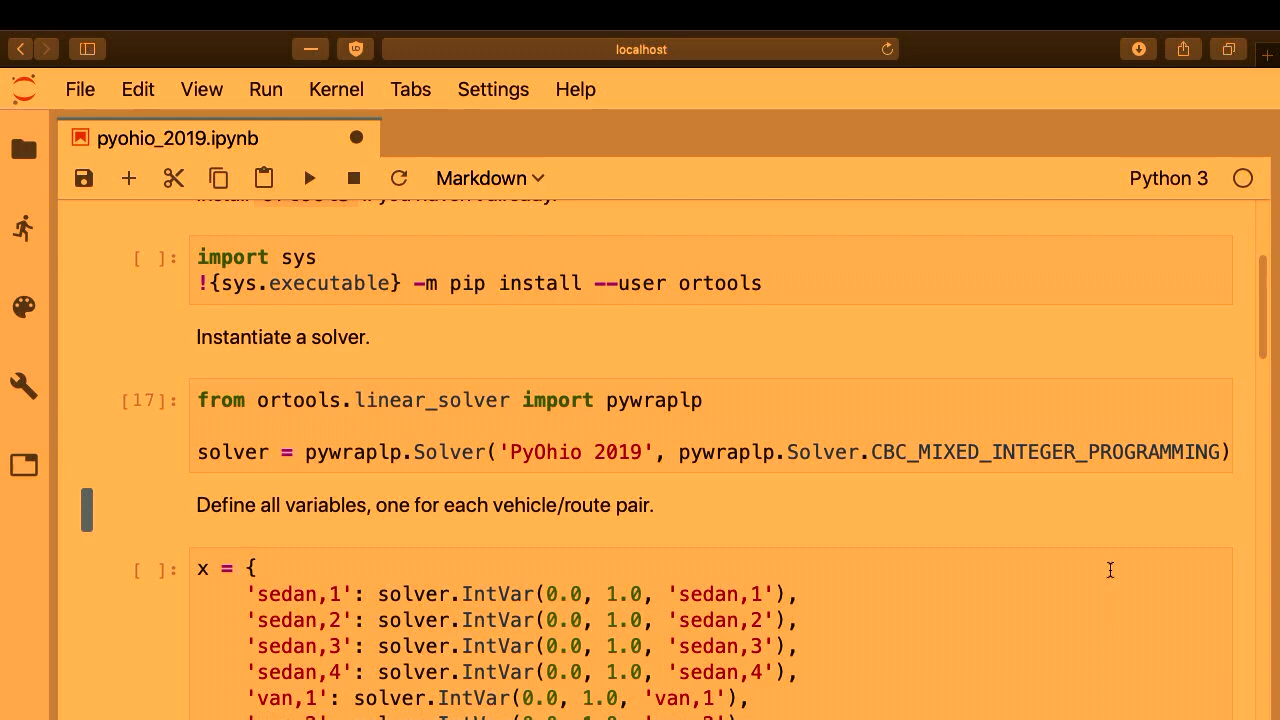 localhost
File Edit View Run Kernel Tabs Settings Help
pyohio_2019.ipynb
Markdown Python 3
[ ]: import sys
!{sys.executable} -m pip install --user ortools
Instantiate a solver.
[17]: from ortools.linear_solver import pywraplp
solver = pywraplp.Solver('PyOhio 2019', pywraplp.Solver.CBC_MIXED_INTEGER_PROGRAMMING)
Define all variables, one for each vehicle/route pair.
[ ]: x = {
'sedan,1': solver.IntVar(0.0, 1.0, 'sedan,1'),
'sedan,2': solver.IntVar(0.0, 1.0, 'sedan,2'),
'sedan,3': solver.IntVar(0.0, 1.0, 'sedan,3'),
'sedan,4': solver.IntVar(0.0, 1.0, 'sedan,4'),
'van,1': solver.IntVar(0.0, 1.0, 'van,1'),